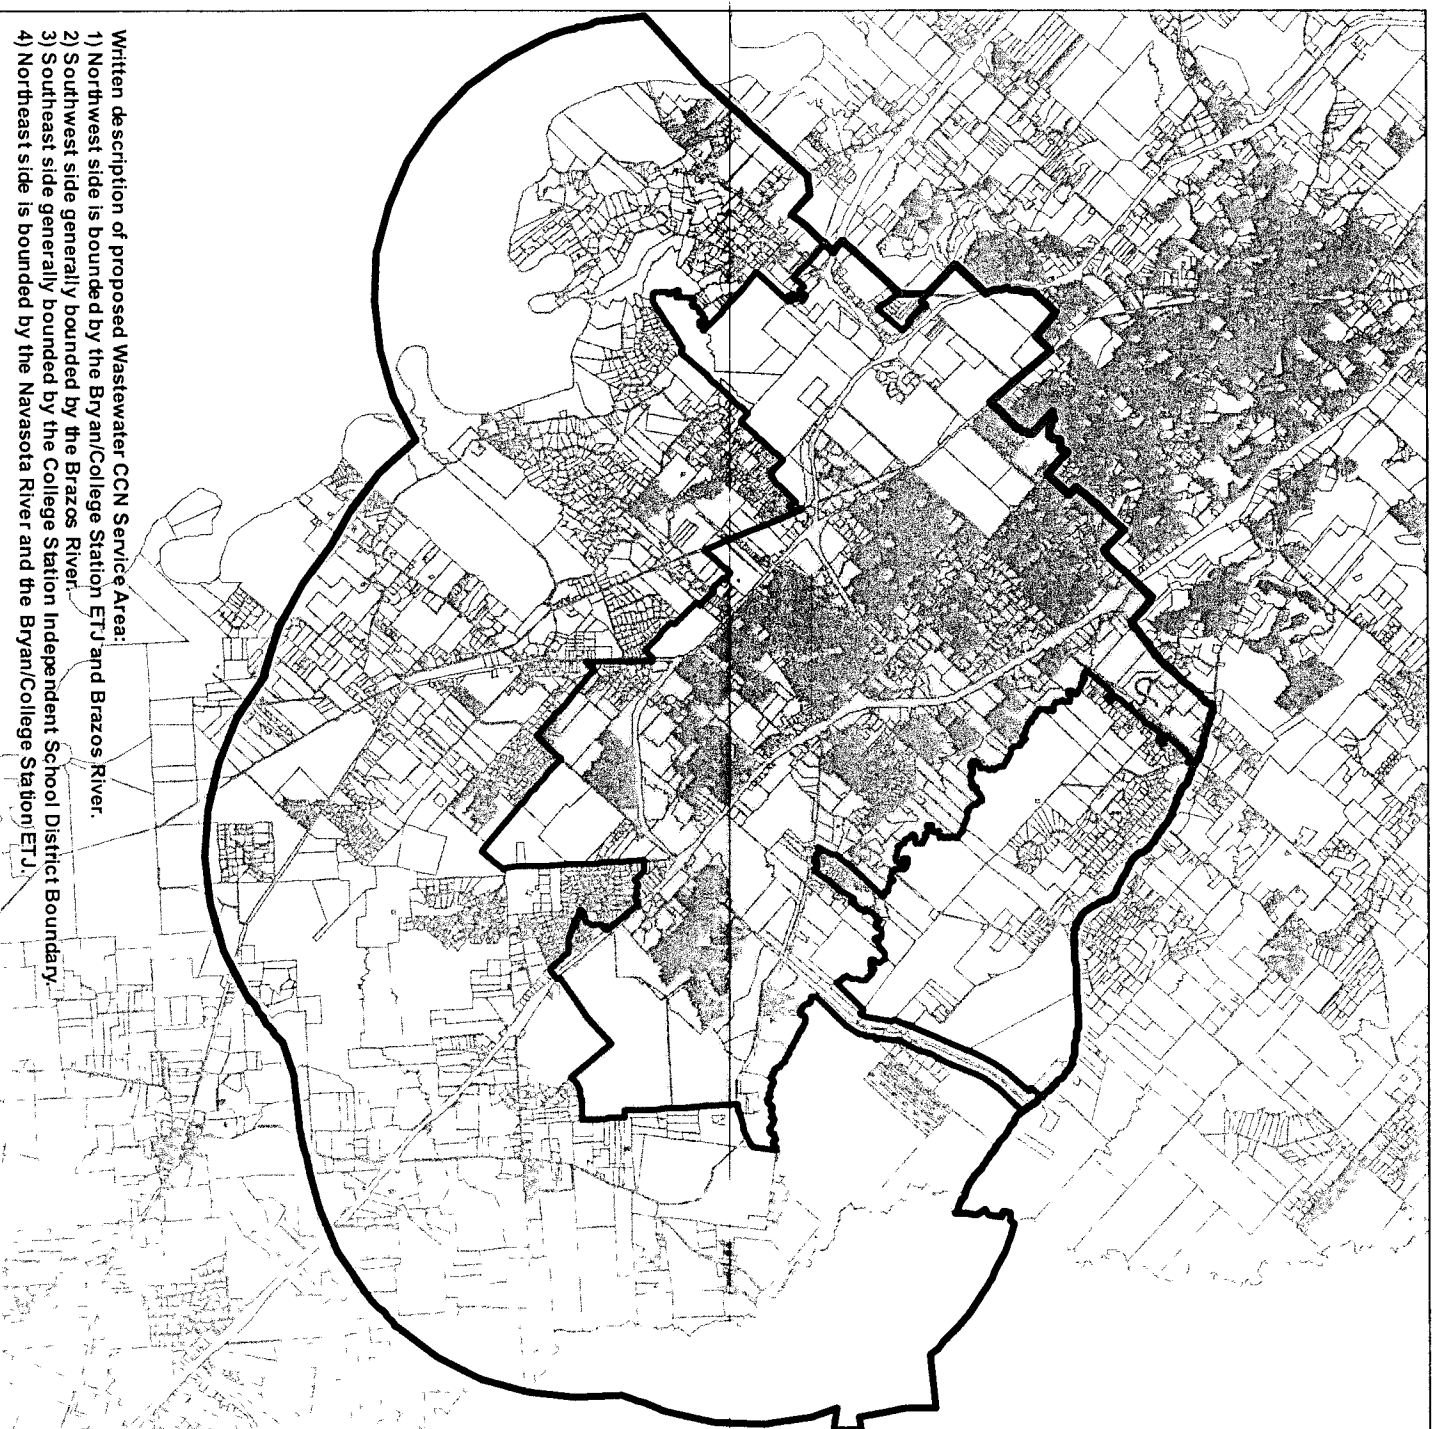 Written description of proposed Wastewater CCN Service Area:
1) Northwest side is bounded by the Bryan/College Station ETJ and Brazos River.
2) Southwest side generally bounded by the Brazos River.
3) Southeast side generally bounded by the College Station Independent School District Boundary.
4) Northeast side is bounded by the Navasota River and the Bryan/College Station ETJ.